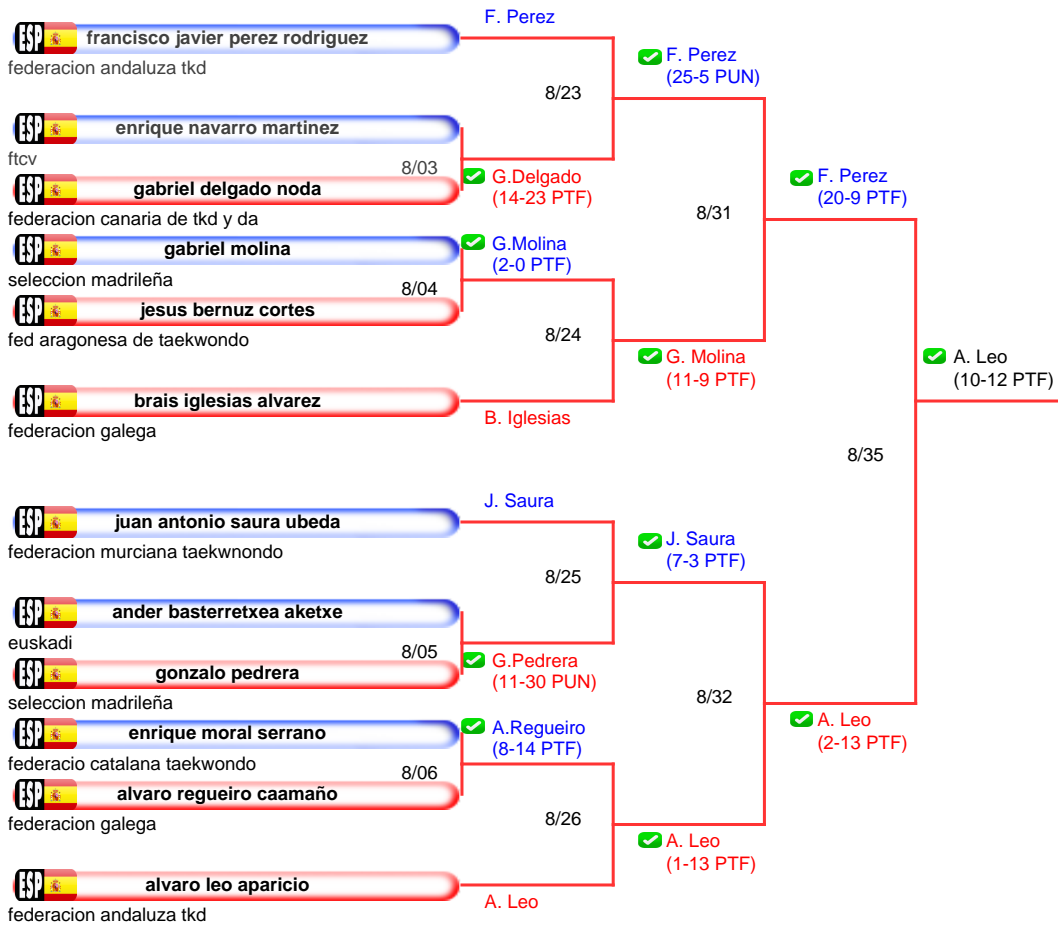 F. Perez
ESP francisco javier perez rodriguez
federacion andaluza tkd
F. Perez
(25-5 PUN)
8/23
ESP enrique navarro martinez
ftcv
8/03
G.Delgado
(14-23 PTF)
ESP gabriel delgado noda
federacion canaria de tkd y da
F. Perez
(20-9 PTF)
8/31
ESP gabriel molina
seleccion madrileña
G.Molina
(2-0 PTF)
8/04
ESP jesus bernuz cortes
fed aragonesa de taekwondo
8/24
G. Molina
(11-9 PTF)
A. Leo
(10-12 PTF)
ESP brais iglesias alvarez
federacion galega
B. Iglesias
8/35
J. Saura
ESP juan antonio saura ubeda
federacion murciana taekwnondo
J. Saura
(7-3 PTF)
8/25
ESP ander basterretxea aketxe
euskadi
8/05
G.Pedrera
(11-30 PUN)
ESP gonzalo pedrera
seleccion madrileña
8/32
A. Leo
(2-13 PTF)
ESP enrique moral serrano
federacio catalana taekwondo
A.Regueiro
(8-14 PTF)
8/06
ESP alvaro regueiro caamaño
federacion galega
8/26
A. Leo
(1-13 PTF)
ESP alvaro leo aparicio
federacion andaluza tkd
A. Leo